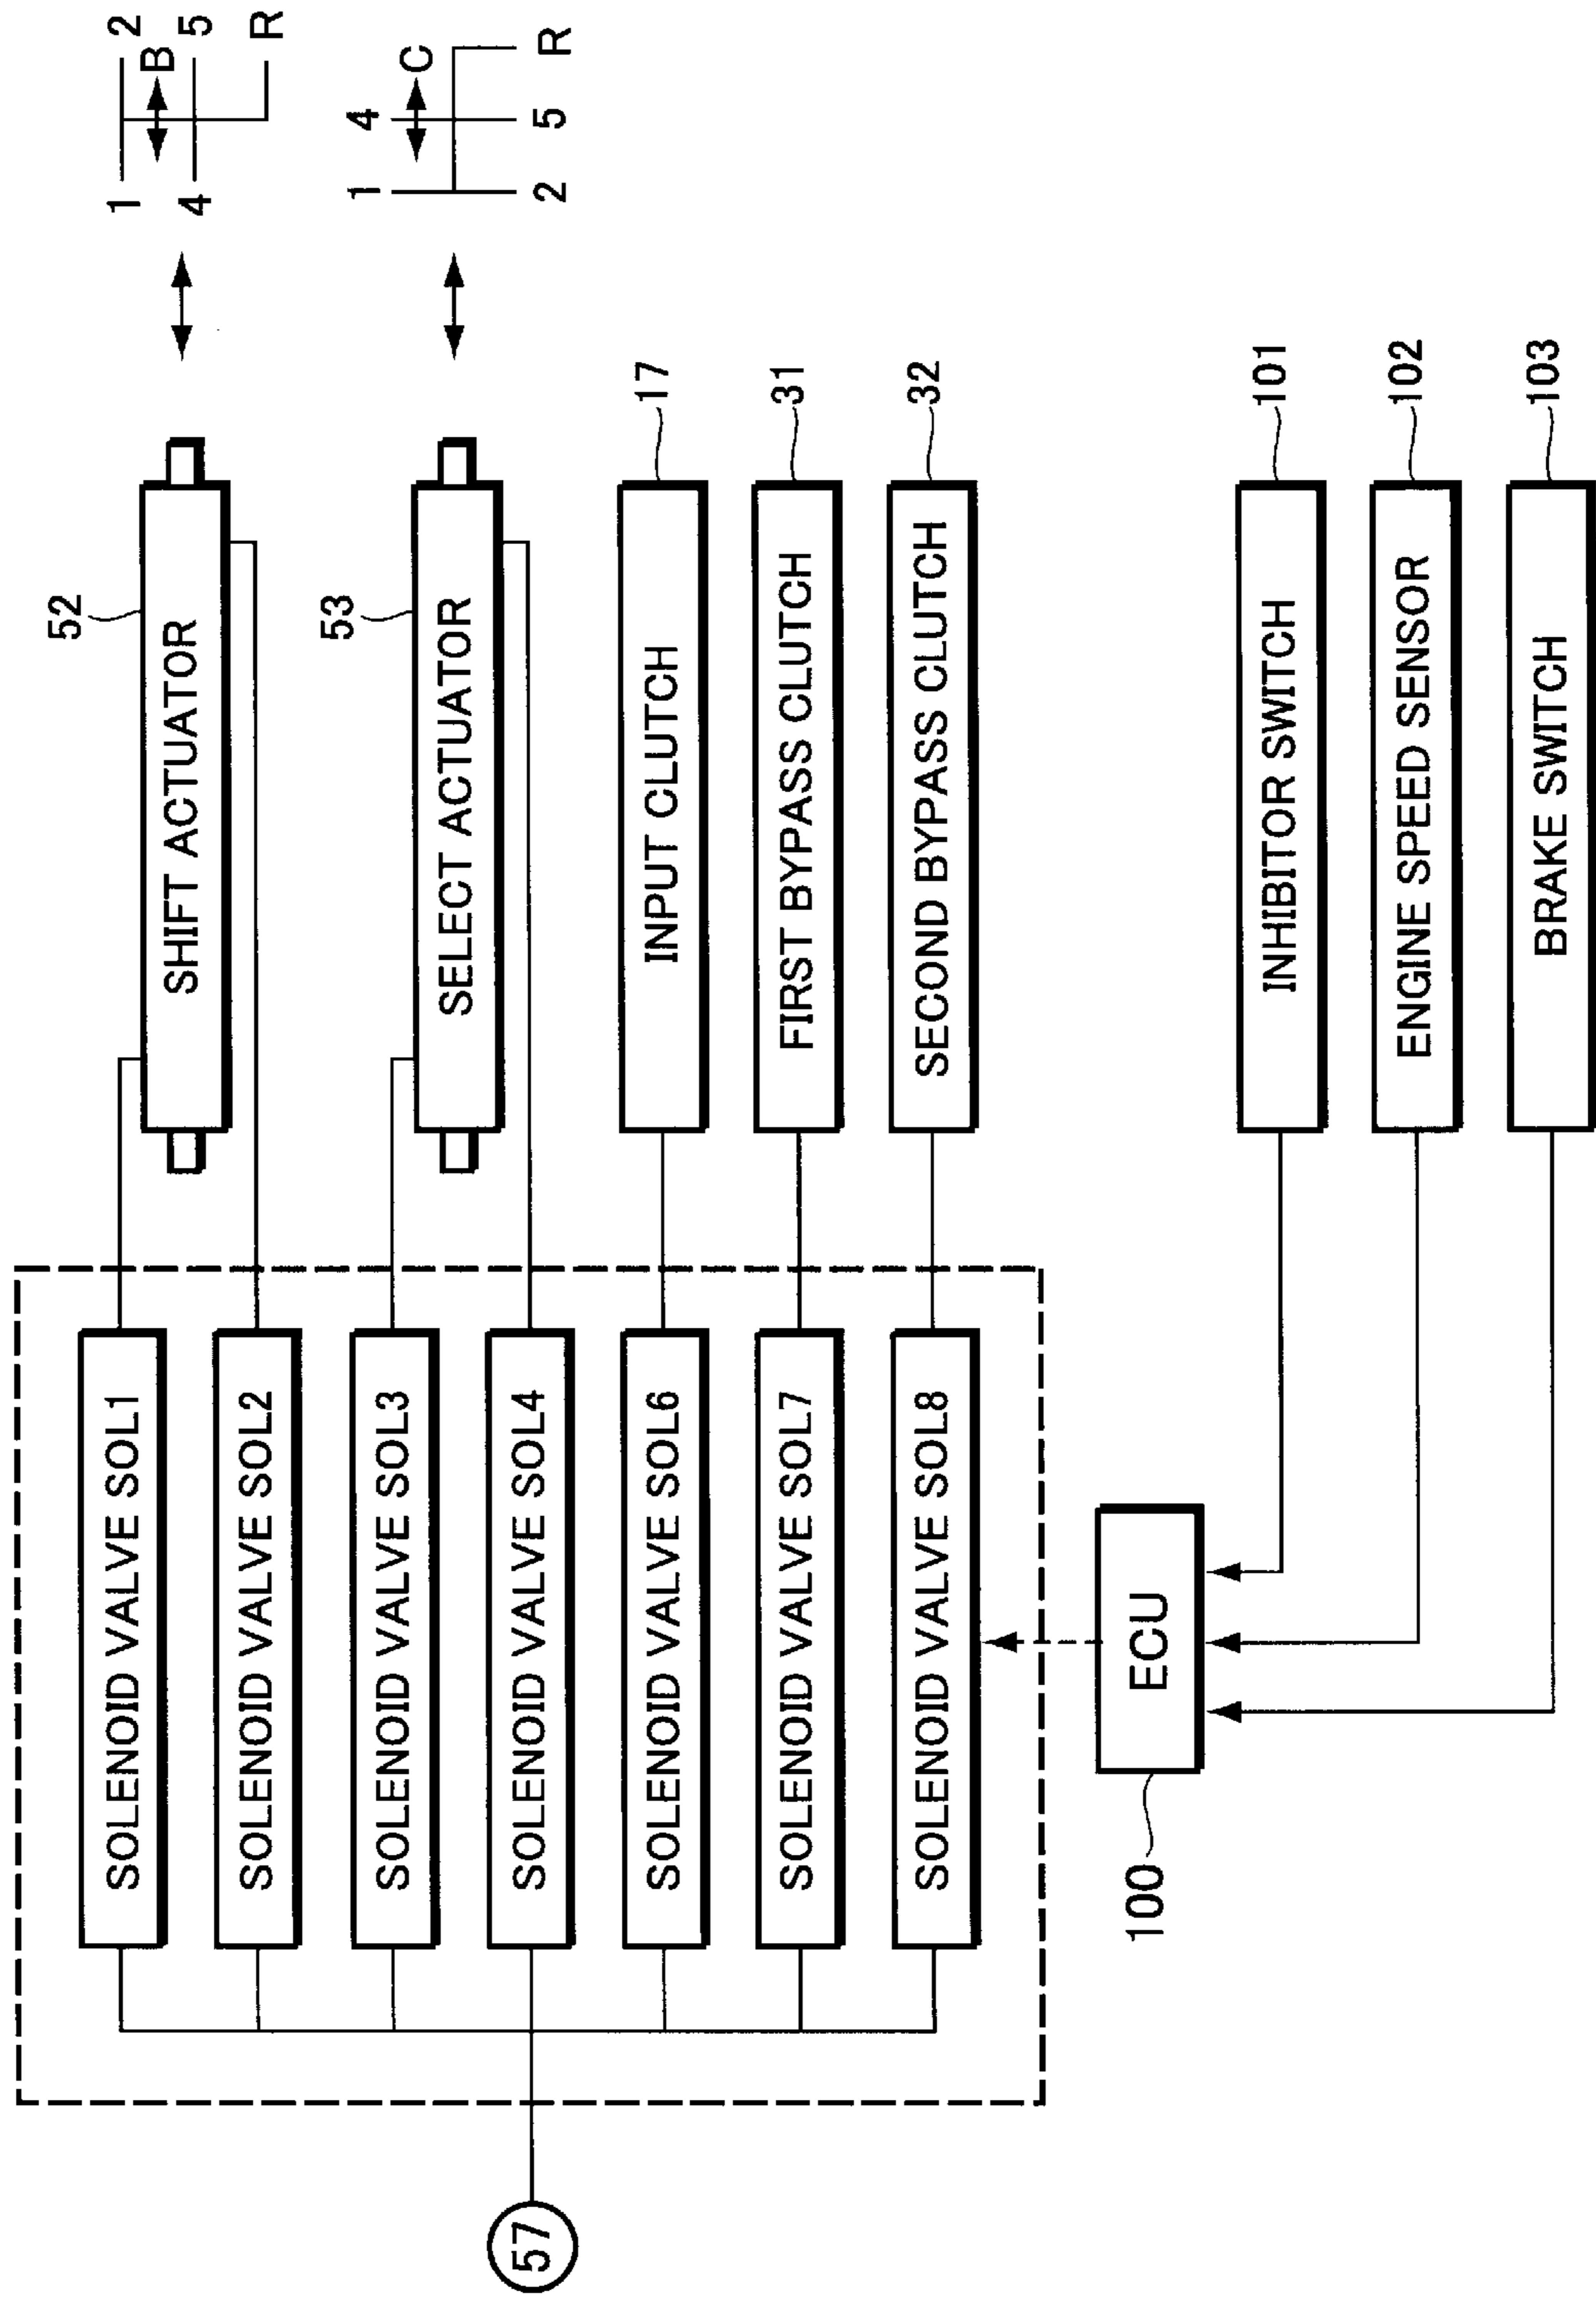 57
SOLENOID VALVE SOL1
SOLENOID VALVE SOL2
SOLENOID VALVE SOL3
SOLENOID VALVE SOL4
SOLENOID VALVE SOL6
SOLENOID VALVE SOL7
SOLENOID VALVE SOL8
52
SHIFT ACTUATOR
53
SELECT ACTUATOR
INPUT CLUTCH
17
FIRST BYPASS CLUTCH
31
SECOND BYPASS CLUTCH
32
1
2
B
4
5
R
1
4
C
2
5
R
100
ECU
INHIBITOR SWITCH
101
ENGINE SPEED SENSOR
102
BRAKE SWITCH
103